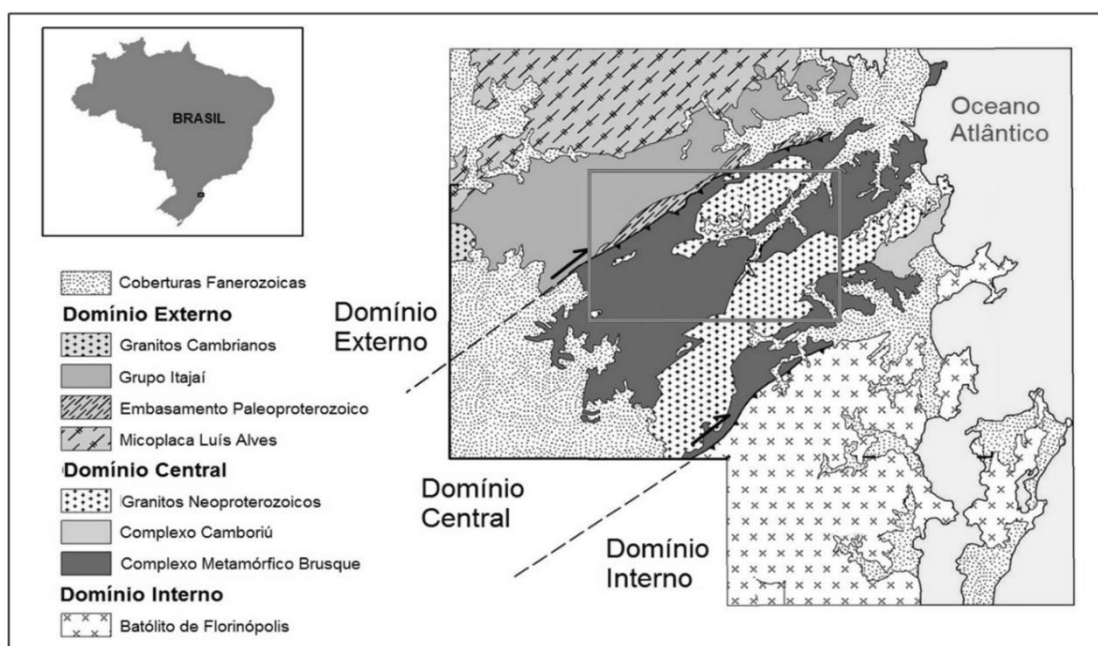 BRASIL
Oceano
Atlântico
Coberturas Fanerozoicas
Domínio Externo
Granitos Cambrianos
Grupo Itajaí
Embasamento Paleoproterozoico
Micoplaca Luís Alves
Domínio Central
Granitos Neoproterozoicos
Complexo Camboriú
Complexo Metamórfico Brusque
Domínio Interno
Batólito de Florinópolis
Domínio
Externo
Domínio
Central
Domínio
Interno